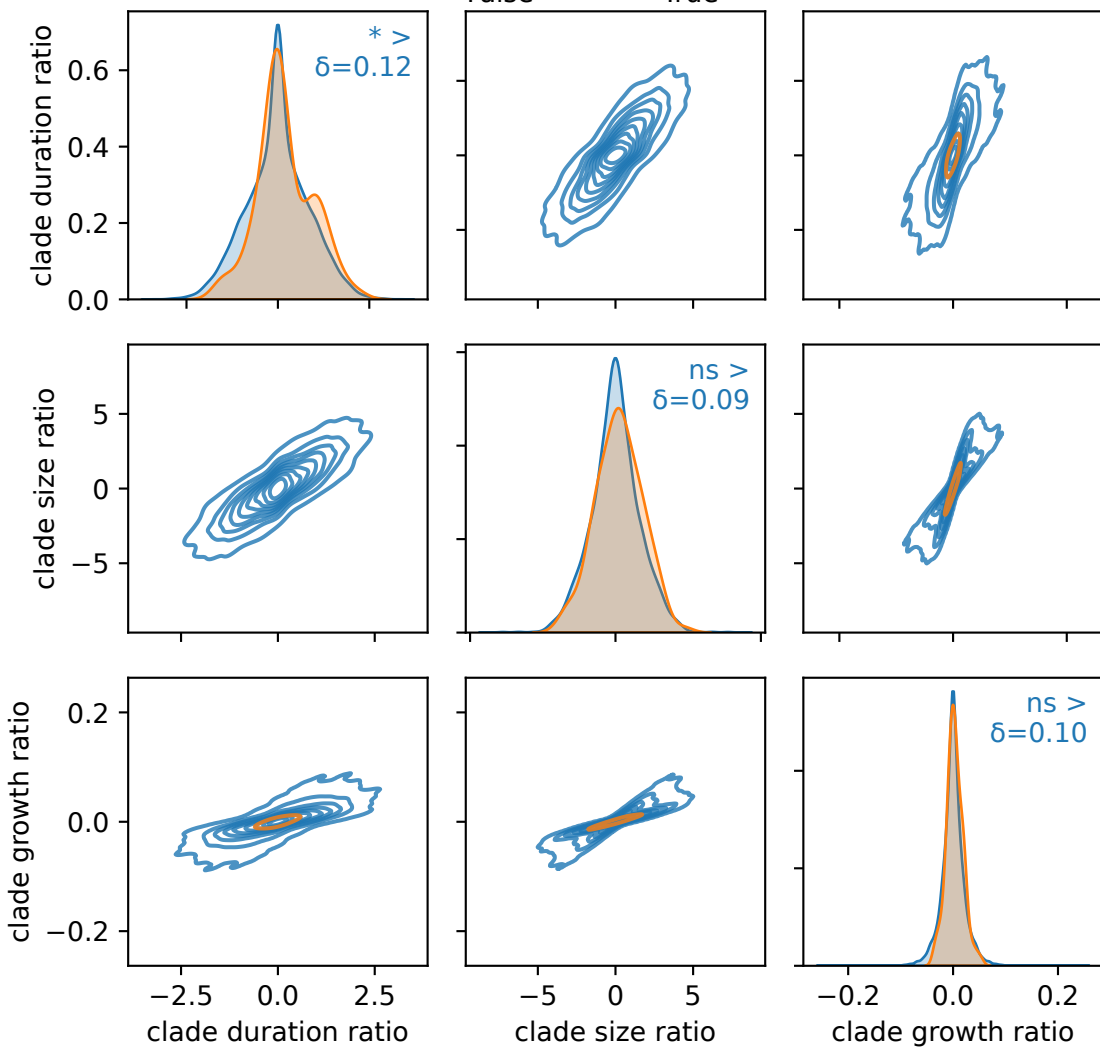 * >
δ=0.12
0.6
0.4
0.2
0.0
clade duration ratio
ns >
δ=0.09
5
0
−5
clade size ratio
ns >
δ=0.10
0.2
0.0
−0.2
clade growth ratio
−2.5 0.0 2.5
−5 0 5
−0.2 0.0 0.2
clade duration ratio
clade size ratio
clade growth ratio